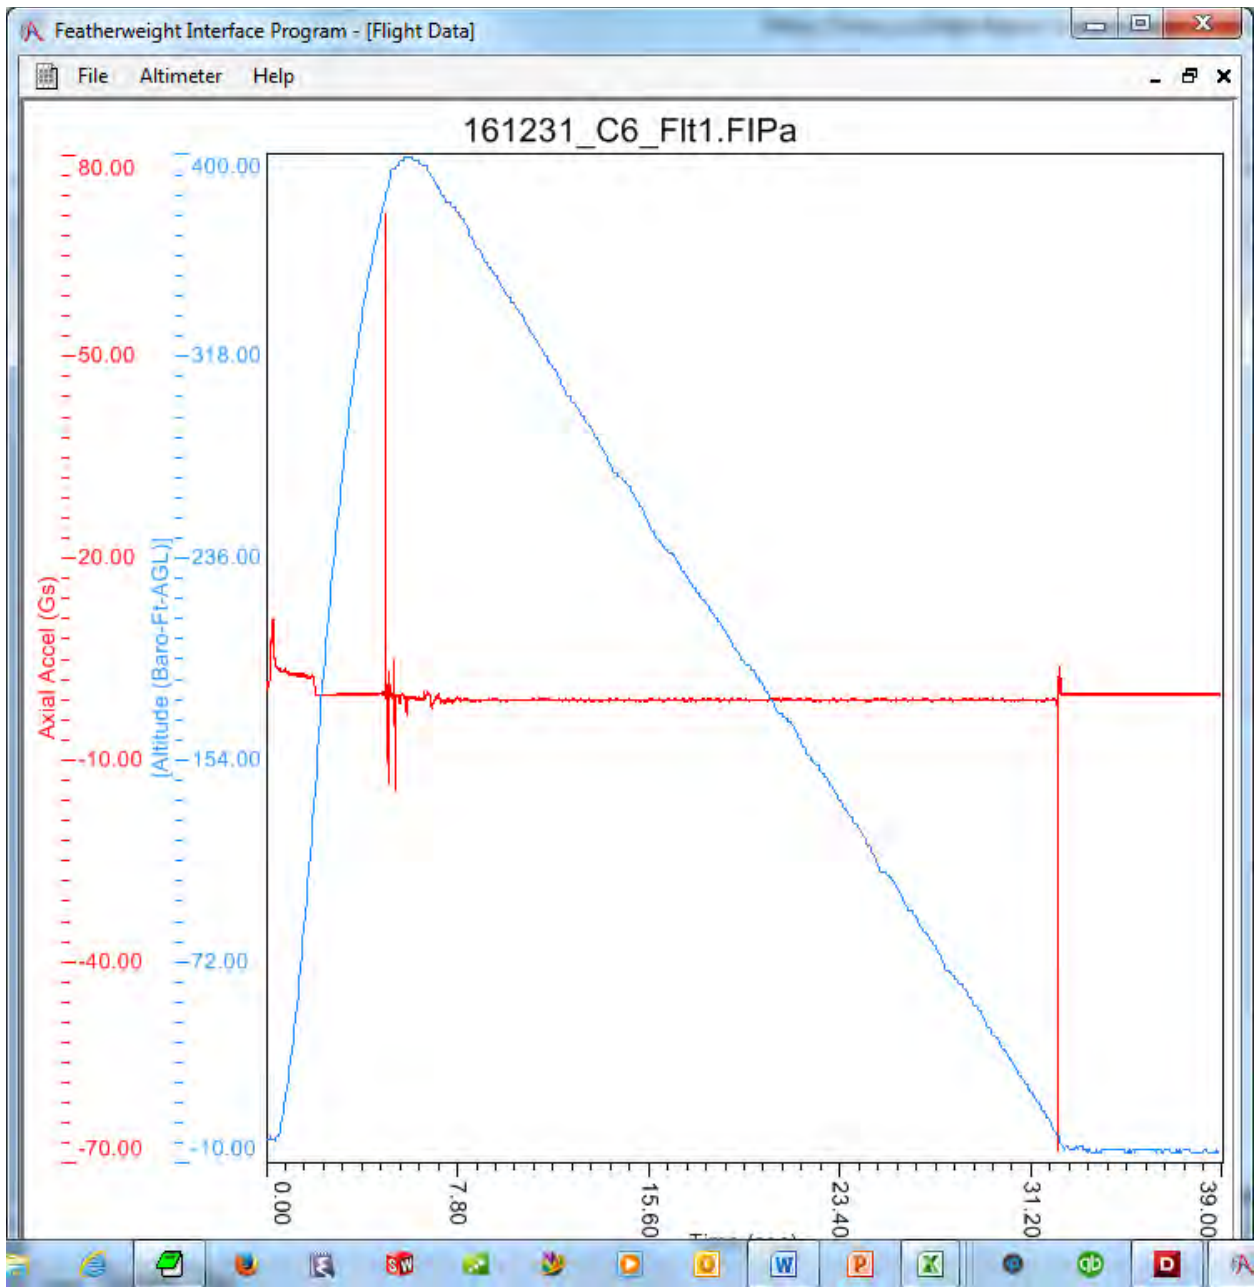 Featherweight Interface Program - [Flight Data]
File Altimeter Help
161231_C6_Flt1.FIPa
80.00 400.00
50.00 318.00
20.00 236.00
-10.00 154.00
-40.00 72.00
-70.00 -10.00
Axial Accel (Gs)
[Altitude (Baro-Ft-AGL)]
0.00 7.80 15.60 23.40 31.20 39.00
SW O W P X qb D